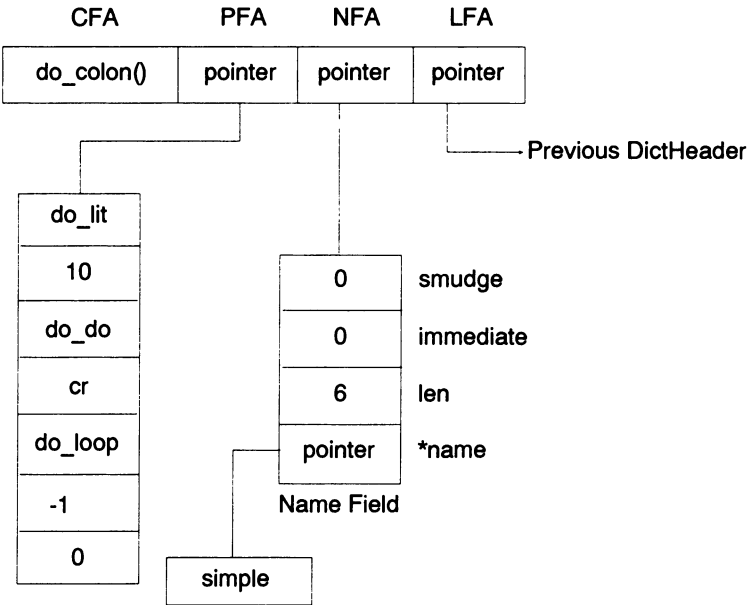 CFA PFA NFA LFA
do_colon() pointer pointer pointer
Previous DictHeader
do_lit
10
do_do
cr
do_loop
-1
0
0 smudge
0 immediate
6 len
pointer *name
Name Field
simple